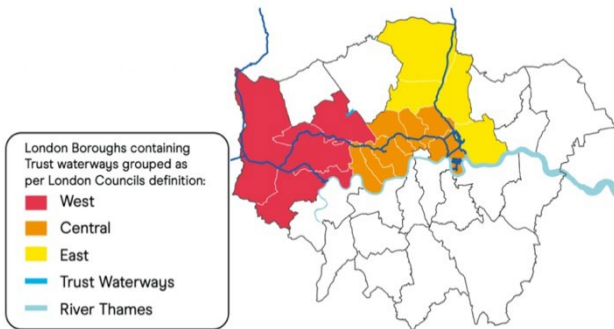 London Boroughs containing
Trust waterways grouped as
per London Councils definition:
West
Central
East
Trust Waterways
River Thames